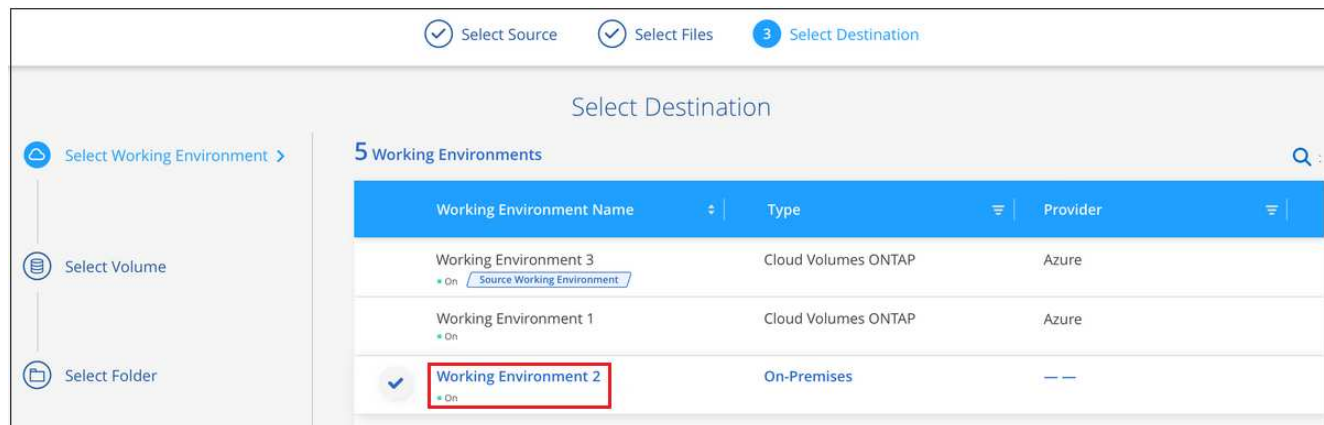 Select Source Select Files 3 Select Destination
Select Destination
Select Working Environment >
5 Working Environments
Working Environment Name Type Provider
Working Environment 3 Cloud Volumes ONTAP Azure
On Source Working Environment
Select Volume
Working Environment 1 Cloud Volumes ONTAP Azure
On
Select Folder
Working Environment 2 On-Premises — —
On